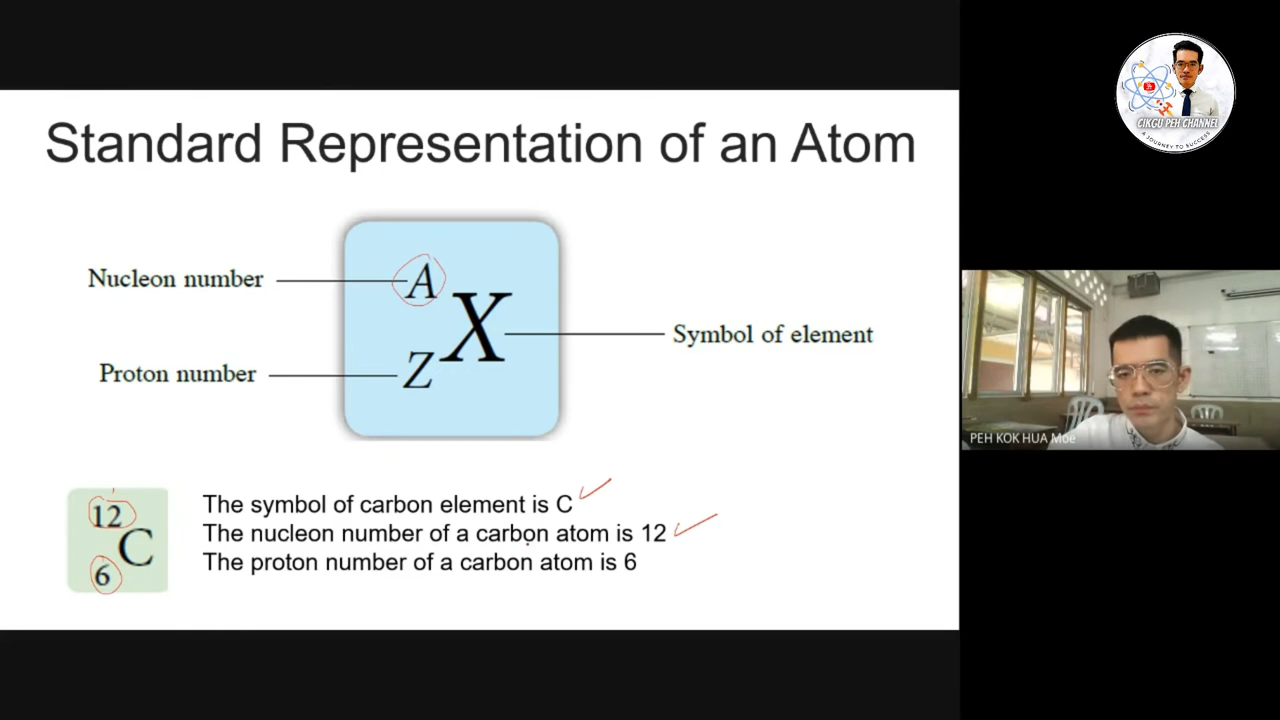 Standard Representation of an Atom
Nucleon number
A
X
Symbol of element
Proton number
Z
12
C
6
The symbol of carbon element is C
The nucleon number of a carbon atom is 12
The proton number of a carbon atom is 6
CIKGU PEH CHANNEL
A JOURNEY TO SUCCESS
PEH KOK HUA Moe